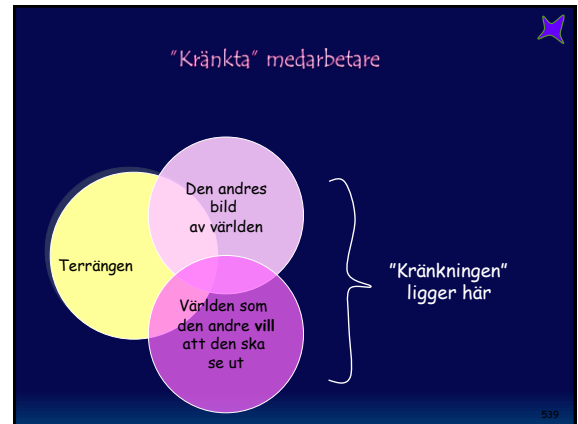 "Kränkta" medarbetare
Den andres
bild
av världen
Terrängen
"Kränkningen"
ligger här
Världen som
den andre vill
att den ska
se ut
539